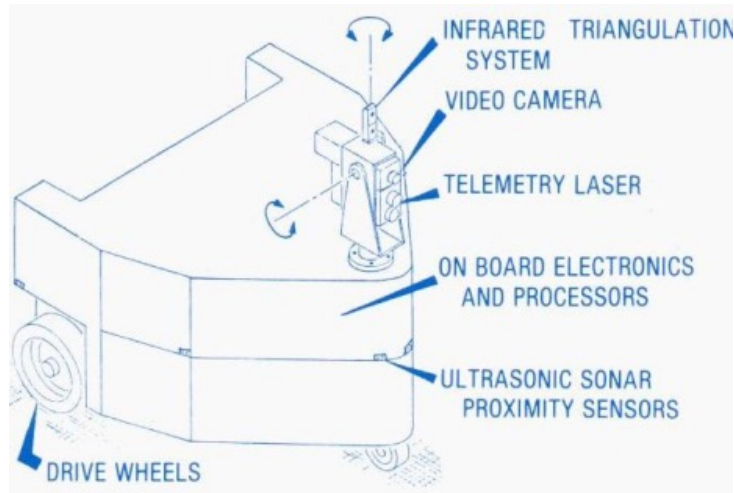 INFRARED TRIANGULATION
SYSTEM
VIDEO CAMERA
TELEMETRY LASER
ON BOARD ELECTRONICS
AND PROCESSORS
ULTRASONIC SONAR
PROXIMITY SENSORS
DRIVE WHEELS